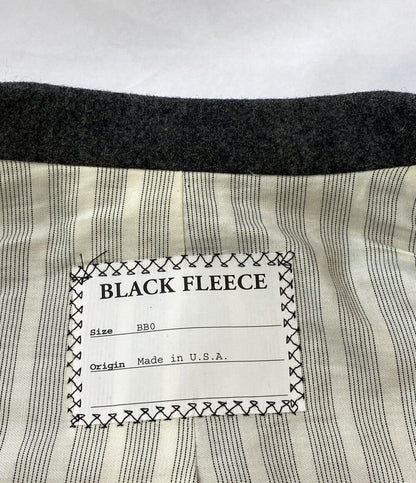 BLACK FLEECE
Size BB0
Origin Made in U.S.A.